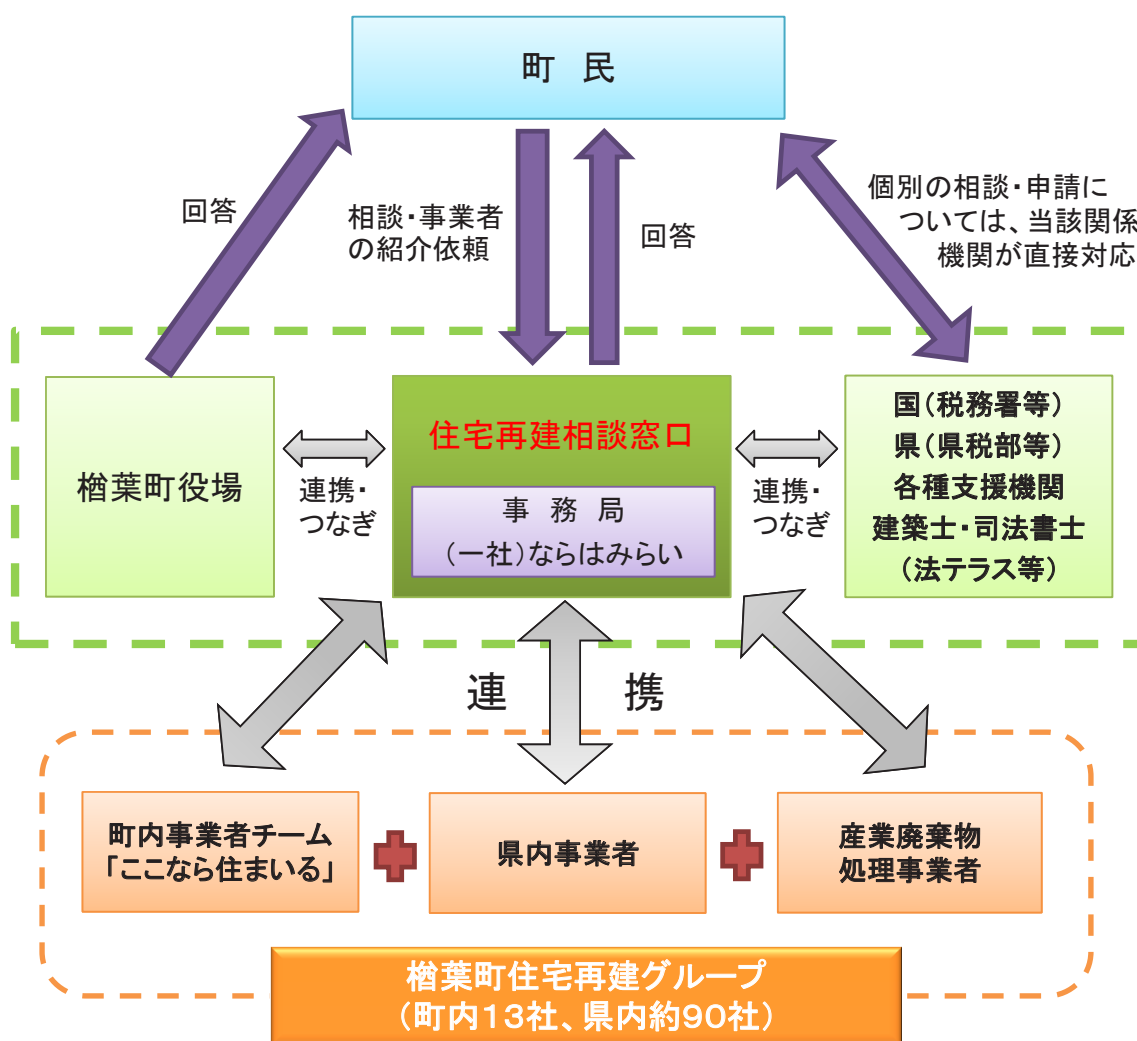 町　民
回答
相談・事業者
の紹介依頼
回答
個別の相談・申請に
ついては、当該関係
機関が直接対応
楢葉町役場
連携・
つなぎ
住宅再建相談窓口
事　務　局
（一社）ならはみらい
連携・
つなぎ
国（税務署等）
県（県税部等）
各種支援機関
建築士・司法書士
（法テラス等）
連　携
町内事業者チーム
「ここなら住まいる」
県内事業者
産業廃棄物
処理事業者
楢葉町住宅再建グループ
（町内１３社、県内約９０社）